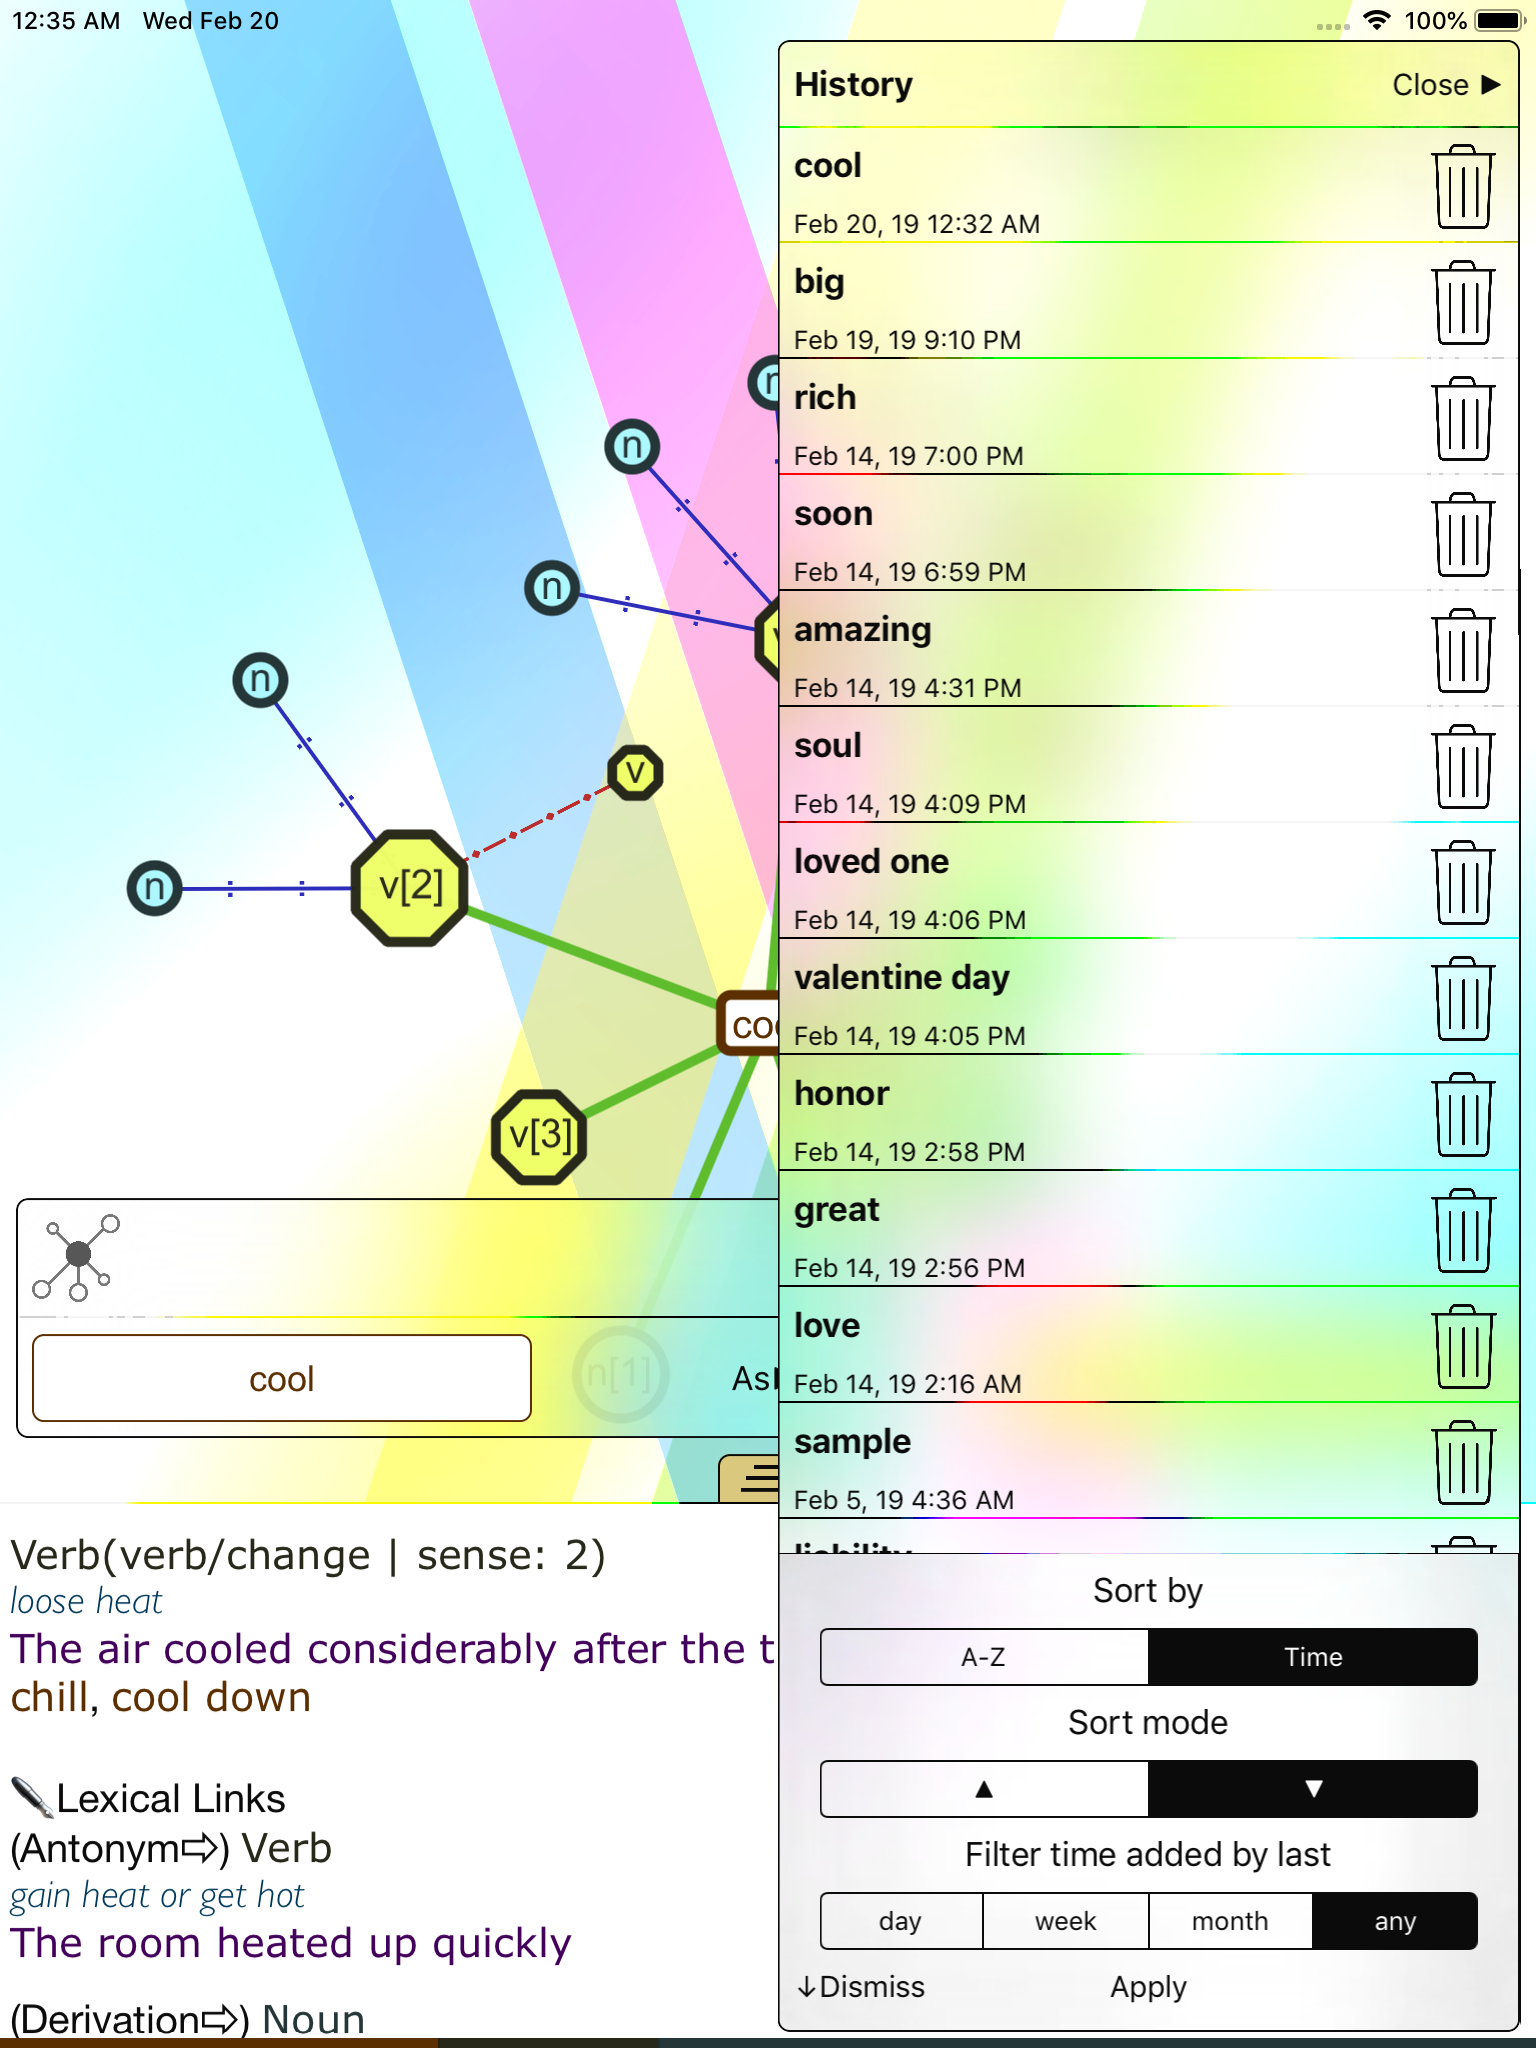 12:35 AM Wed Feb 20
100%
History
Close ▶
cool
Feb 20, 19 12:32 AM
big
Feb 19, 19 9:10 PM
rich
Feb 14, 19 7:00 PM
soon
Feb 14, 19 6:59 PM
amazing
Feb 14, 19 4:31 PM
soul
Feb 14, 19 4:09 PM
loved one
Feb 14, 19 4:06 PM
valentine day
Feb 14, 19 4:05 PM
honor
Feb 14, 19 2:58 PM
great
Feb 14, 19 2:56 PM
love
Feb 14, 19 2:16 AM
sample
Feb 5, 19 4:36 AM
liability
Sort by
A-Z
Time
Sort mode
▲
▼
Filter time added by last
day
week
month
any
↓Dismiss
Apply
n
n
n
v
n
v[2]
v[3]
n[1]
cool
Verb(verb/change | sense: 2)
loose heat
The air cooled considerably after the t
chill, cool down
Lexical Links
(Antonym⇨) Verb
gain heat or get hot
The room heated up quickly
(Derivation⇨) Noun